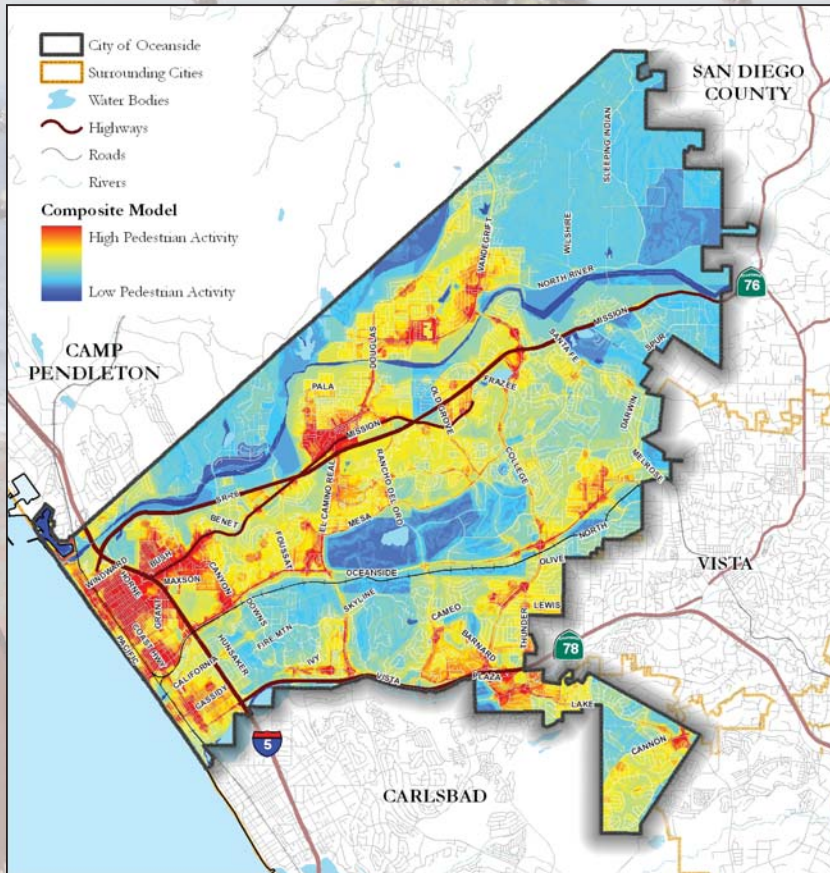 City of Oceanside
Surrounding Cities
Water Bodies
Highways
Roads
Rivers
Composite Model
High Pedestrian Activity
Low Pedestrian Activity
SAN DIEGO
COUNTY
SLEEPING INDIAN
WILSHIRE
VANDEGRIFT
NORTH RIVER
76
MISSION
SANTA FE
SPUR
CAMP
PENDLETON
DOUGLAS
PALA
FRAZEE
OLD GROVE
MISSION
DARWIN
MELROSE
COLLEGE
RANCHO DEL ORO
EL CAMINO REAL
SR-76
BENET
MESA
FOUSSAT
NORTH
VISTA
OLIVE
OCEANSIDE
BUSH
WINDWARD
HORNE
MAXSON
CANYON
GRANT
SKYLINE
DOWNS
CAMEO
LEWIS
THUNDER
FIRE MTN
COAST HWY
PACIFIC
HUNSAKER
BARNARD
78
CALIFORNIA
IVY
VISTA
PLAZA
CASSIDY
LAKE
5
CANNON
CARLSBAD